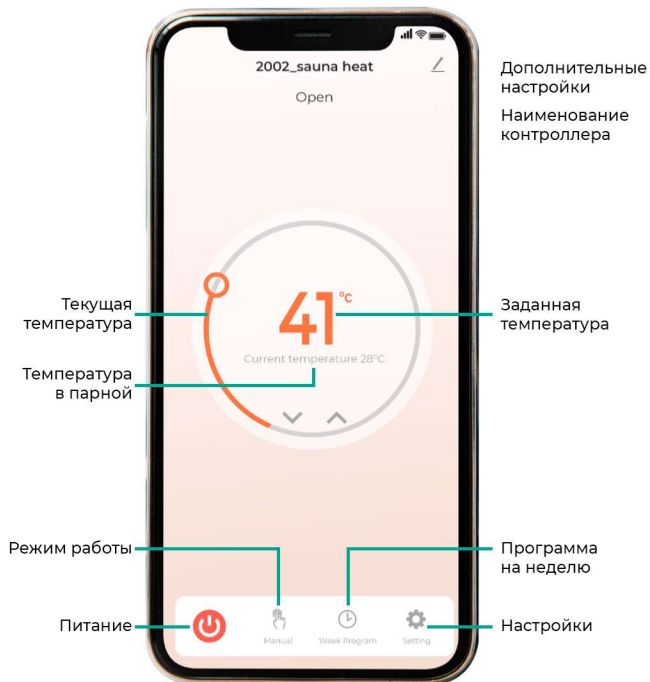 2002_sauna heat
Open
Дополнительные
настройки
Наименование
контроллера
Текущая
температура
41°C
Заданная
температура
Current temperature 28°C
Температура
в парной
Режим работы
Программа
на неделю
Питание
Manual
Week Program
Setting
Настройки